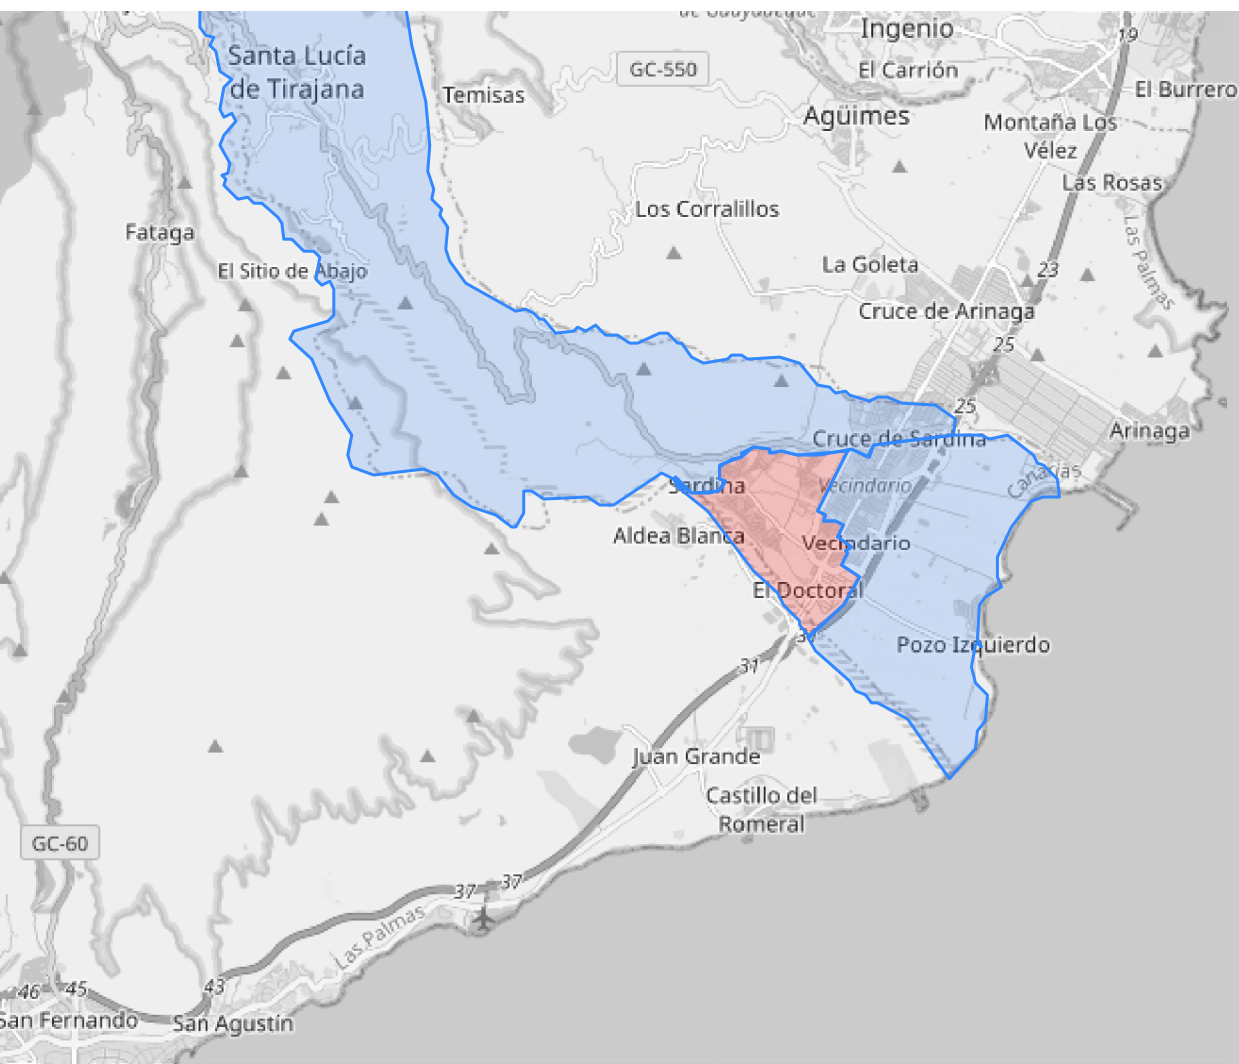 de Guayadeque
Ingenio
19
Santa Lucía
de Tirajana
GC-550
El Carrión
El Burrero
Temisas
Agüimes
Montaña Los
Vélez
Las Rosas
Los Corralillos
Fataga
Las Palmas
El Sitio de Abajo
La Goleta
23
Cruce de Arinaga
25
25
Arinaga
Cruce de Sardina
Canarias
Sardina
Vecindario
Aldea Blanca
Vecindario
El Doctoral
Pozo Izquierdo
31
Juan Grande
Castillo del
Romeral
GC-60
37
37
Las Palmas
43
46
45
San Fernando
San Agustín